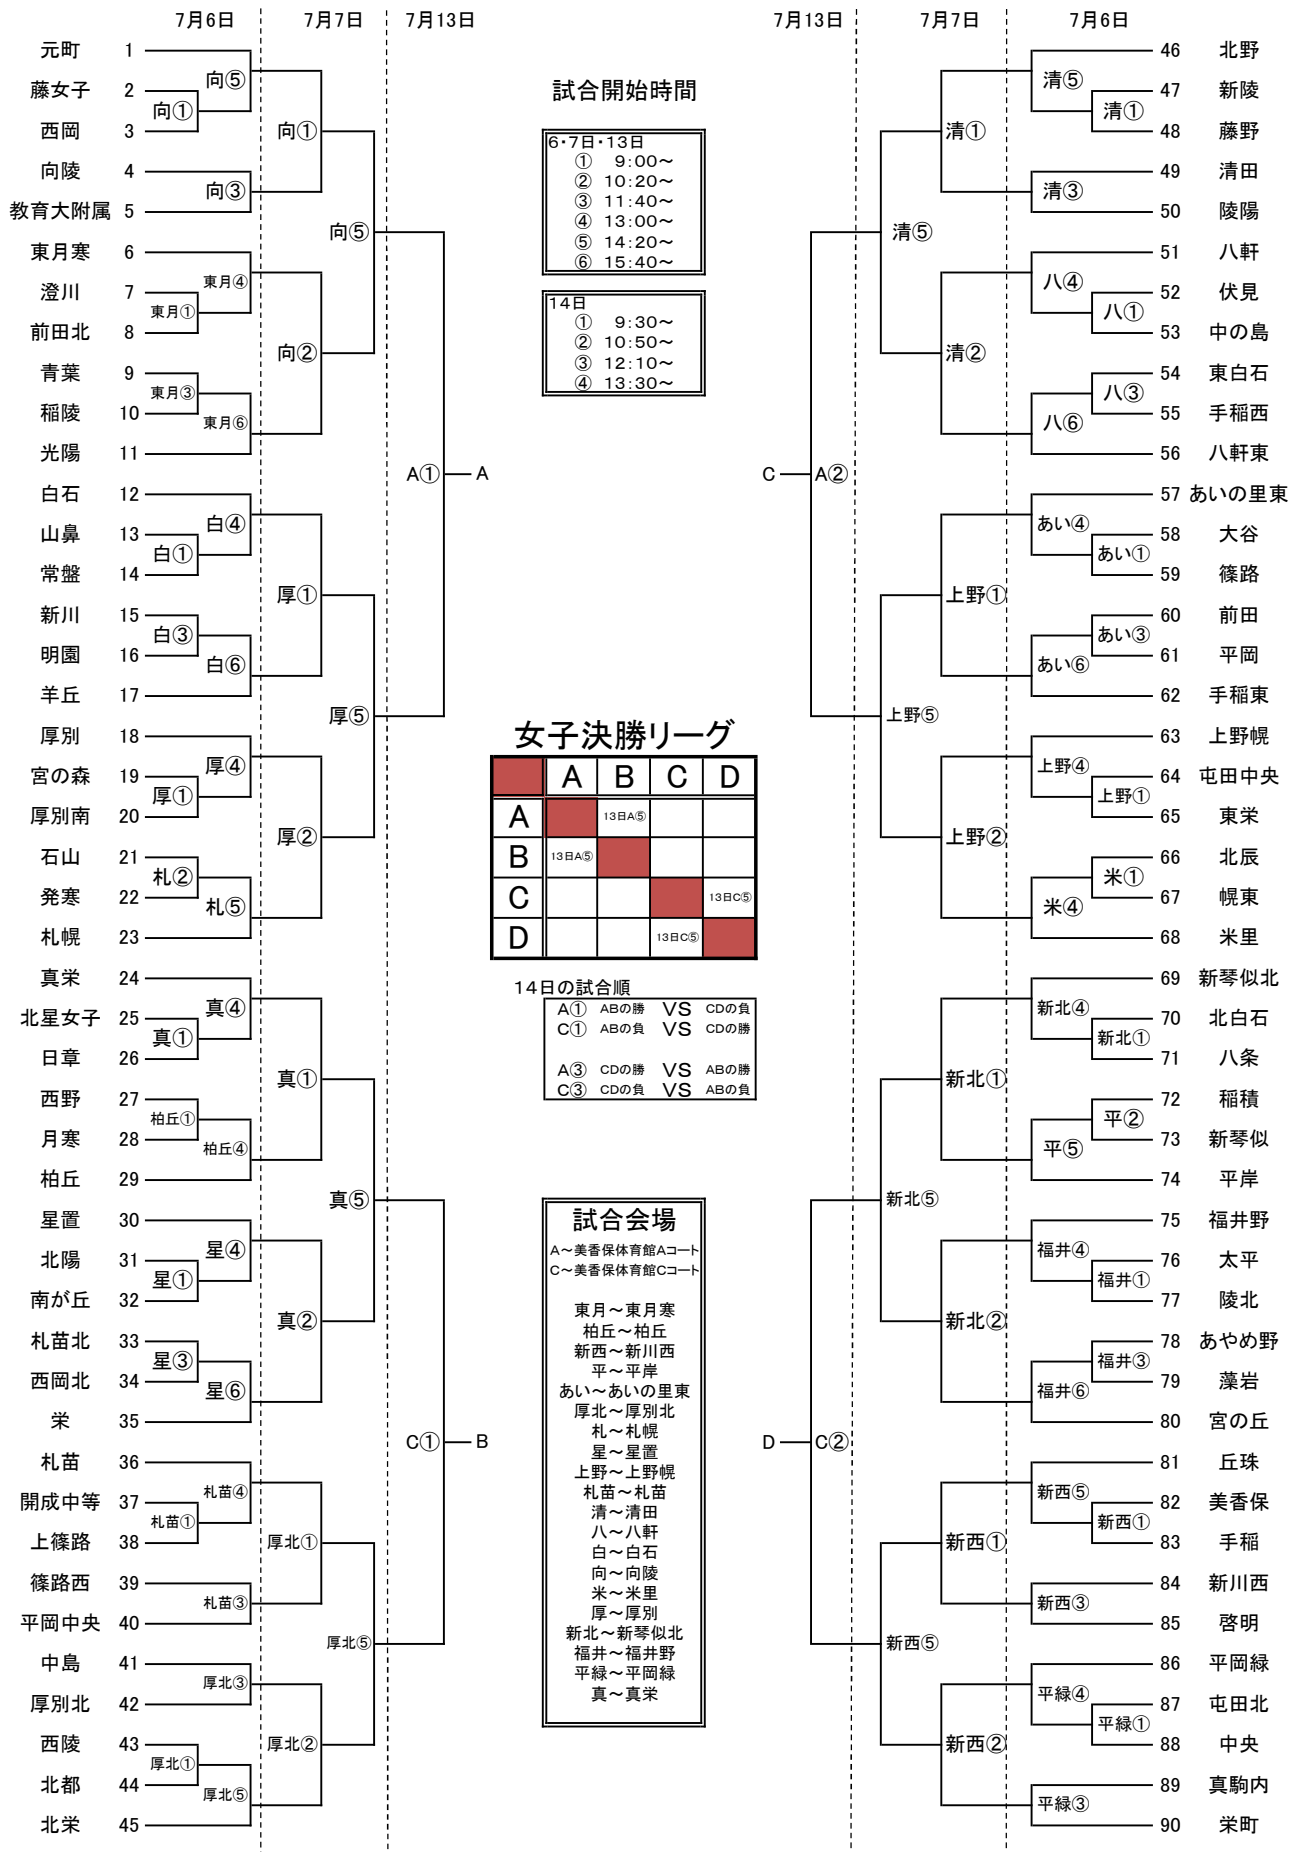 7月6日 7月7日 7月13日
元町 1
藤女子 2
西岡 3
向陵 4
教育大附属 5
東月寒 6
澄川 7
前田北 8
青葉 9
稲陵 10
光陽 11
白石 12
山鼻 13
常盤 14
新川 15
明園 16
羊丘 17
厚別 18
宮の森 19
厚別南 20
石山 21
発寒 22
札幌 23
真栄 24
北星女子 25
日章 26
西野 27
月寒 28
柏丘 29
星置 30
北陽 31
南が丘 32
札苗北 33
西岡北 34
栄 35
札苗 36
開成中等 37
上篠路 38
篠路西 39
平岡中央 40
中島 41
厚別北 42
西陵 43
北都 44
北栄 45
向⑤
向①
向③
東月④
東月①
東月③
東月⑥
白④
白①
白③
白⑥
厚④
厚①
札②
札⑤
真④
真①
柏丘①
柏丘④
星④
星①
星③
星⑥
札苗④
札苗①
札苗③
厚北③
厚北①
厚北⑤
向①
向②
厚①
厚②
真①
真②
厚北①
厚北②
向⑤
厚⑤
真⑤
厚北⑤
A① A
C① B
試合開始時間
6・7日・13日
① 9:00～
② 10:20～
③ 11:40～
④ 13:00～
⑤ 14:20～
⑥ 15:40～
14日
① 9:30～
② 10:50～
③ 12:10～
④ 13:30～
女子決勝リーグ
A B C D
A 13日A⑤
B 13日A⑤
C 13日C⑤
D 13日C⑤
14日の試合順
A① ABの勝 VS CDの負
C① ABの負 VS CDの勝
A③ CDの勝 VS ABの勝
C③ CDの負 VS ABの負
試合会場
A～美香保体育館Aコート
C～美香保体育館Cコート
東月～東月寒
柏丘～柏丘
新西～新川西
平～平岸
あい～あいの里東
厚北～厚別北
札～札幌
星～星置
上野～上野幌
札苗～札苗
清～清田
八～八軒
白～白石
向～向陵
米～米里
厚～厚別
新北～新琴似北
福井～福井野
平緑～平岡緑
真～真栄
7月13日 7月7日 7月6日
C A②
D C②
清⑤
上野⑤
新北⑤
新西⑤
清①
清②
上野①
上野②
新北①
新北②
新西①
新西②
清⑤
清①
清③
八④
八①
八③
八⑥
あい④
あい①
あい③
あい⑥
上野④
上野①
米①
米④
新北④
新北①
平②
平⑤
福井④
福井①
福井③
福井⑥
新西⑤
新西①
新西③
平緑④
平緑①
平緑③
46 北野
47 新陵
48 藤野
49 清田
50 陵陽
51 八軒
52 伏見
53 中の島
54 東白石
55 手稲西
56 八軒東
57 あいの里東
58 大谷
59 篠路
60 前田
61 平岡
62 手稲東
63 上野幌
64 屯田中央
65 東栄
66 北辰
67 幌東
68 米里
69 新琴似北
70 北白石
71 八条
72 稲積
73 新琴似
74 平岸
75 福井野
76 太平
77 陵北
78 あやめ野
79 藻岩
80 宮の丘
81 丘珠
82 美香保
83 手稲
84 新川西
85 啓明
86 平岡緑
87 屯田北
88 中央
89 真駒内
90 栄町